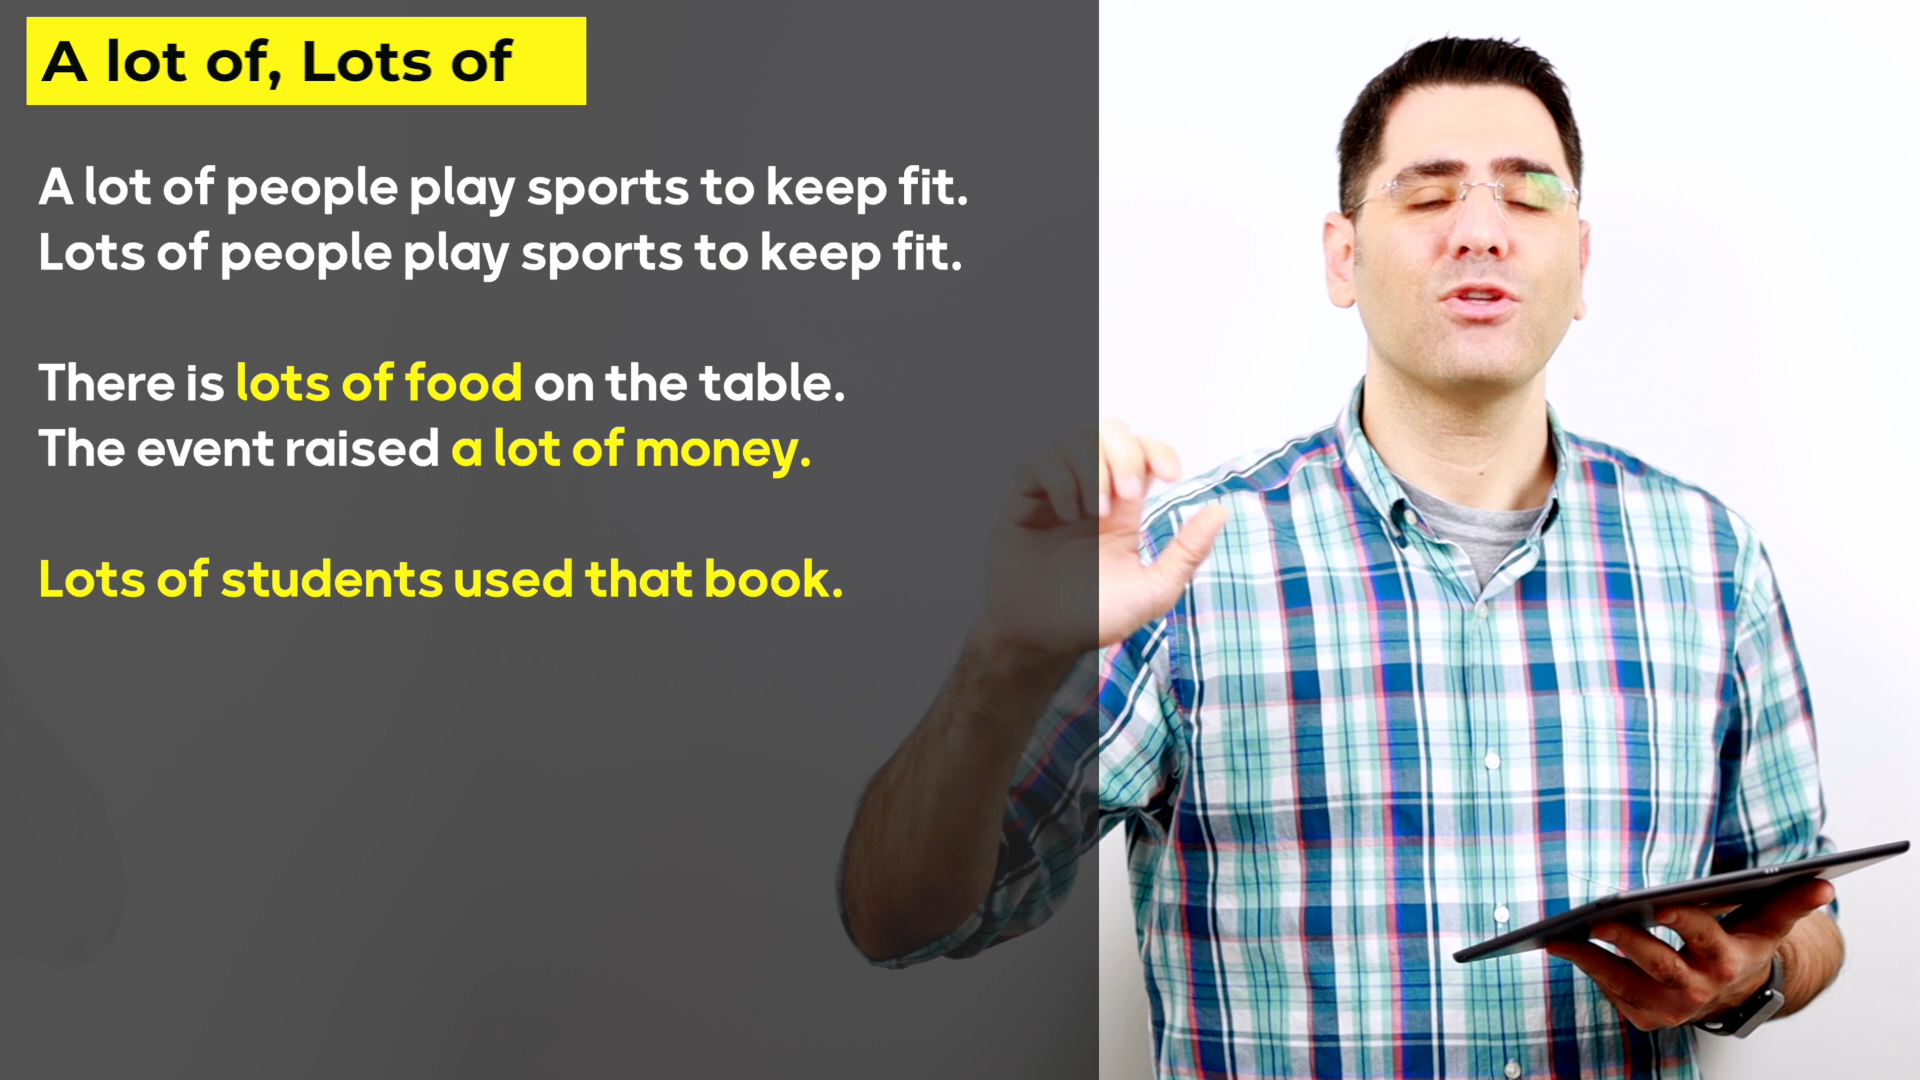 A lot of, Lots of
A lot of people play sports to keep fit.
Lots of people play sports to keep fit.
There is lots of food on the table.
The event raised a lot of money.
Lots of students used that book.